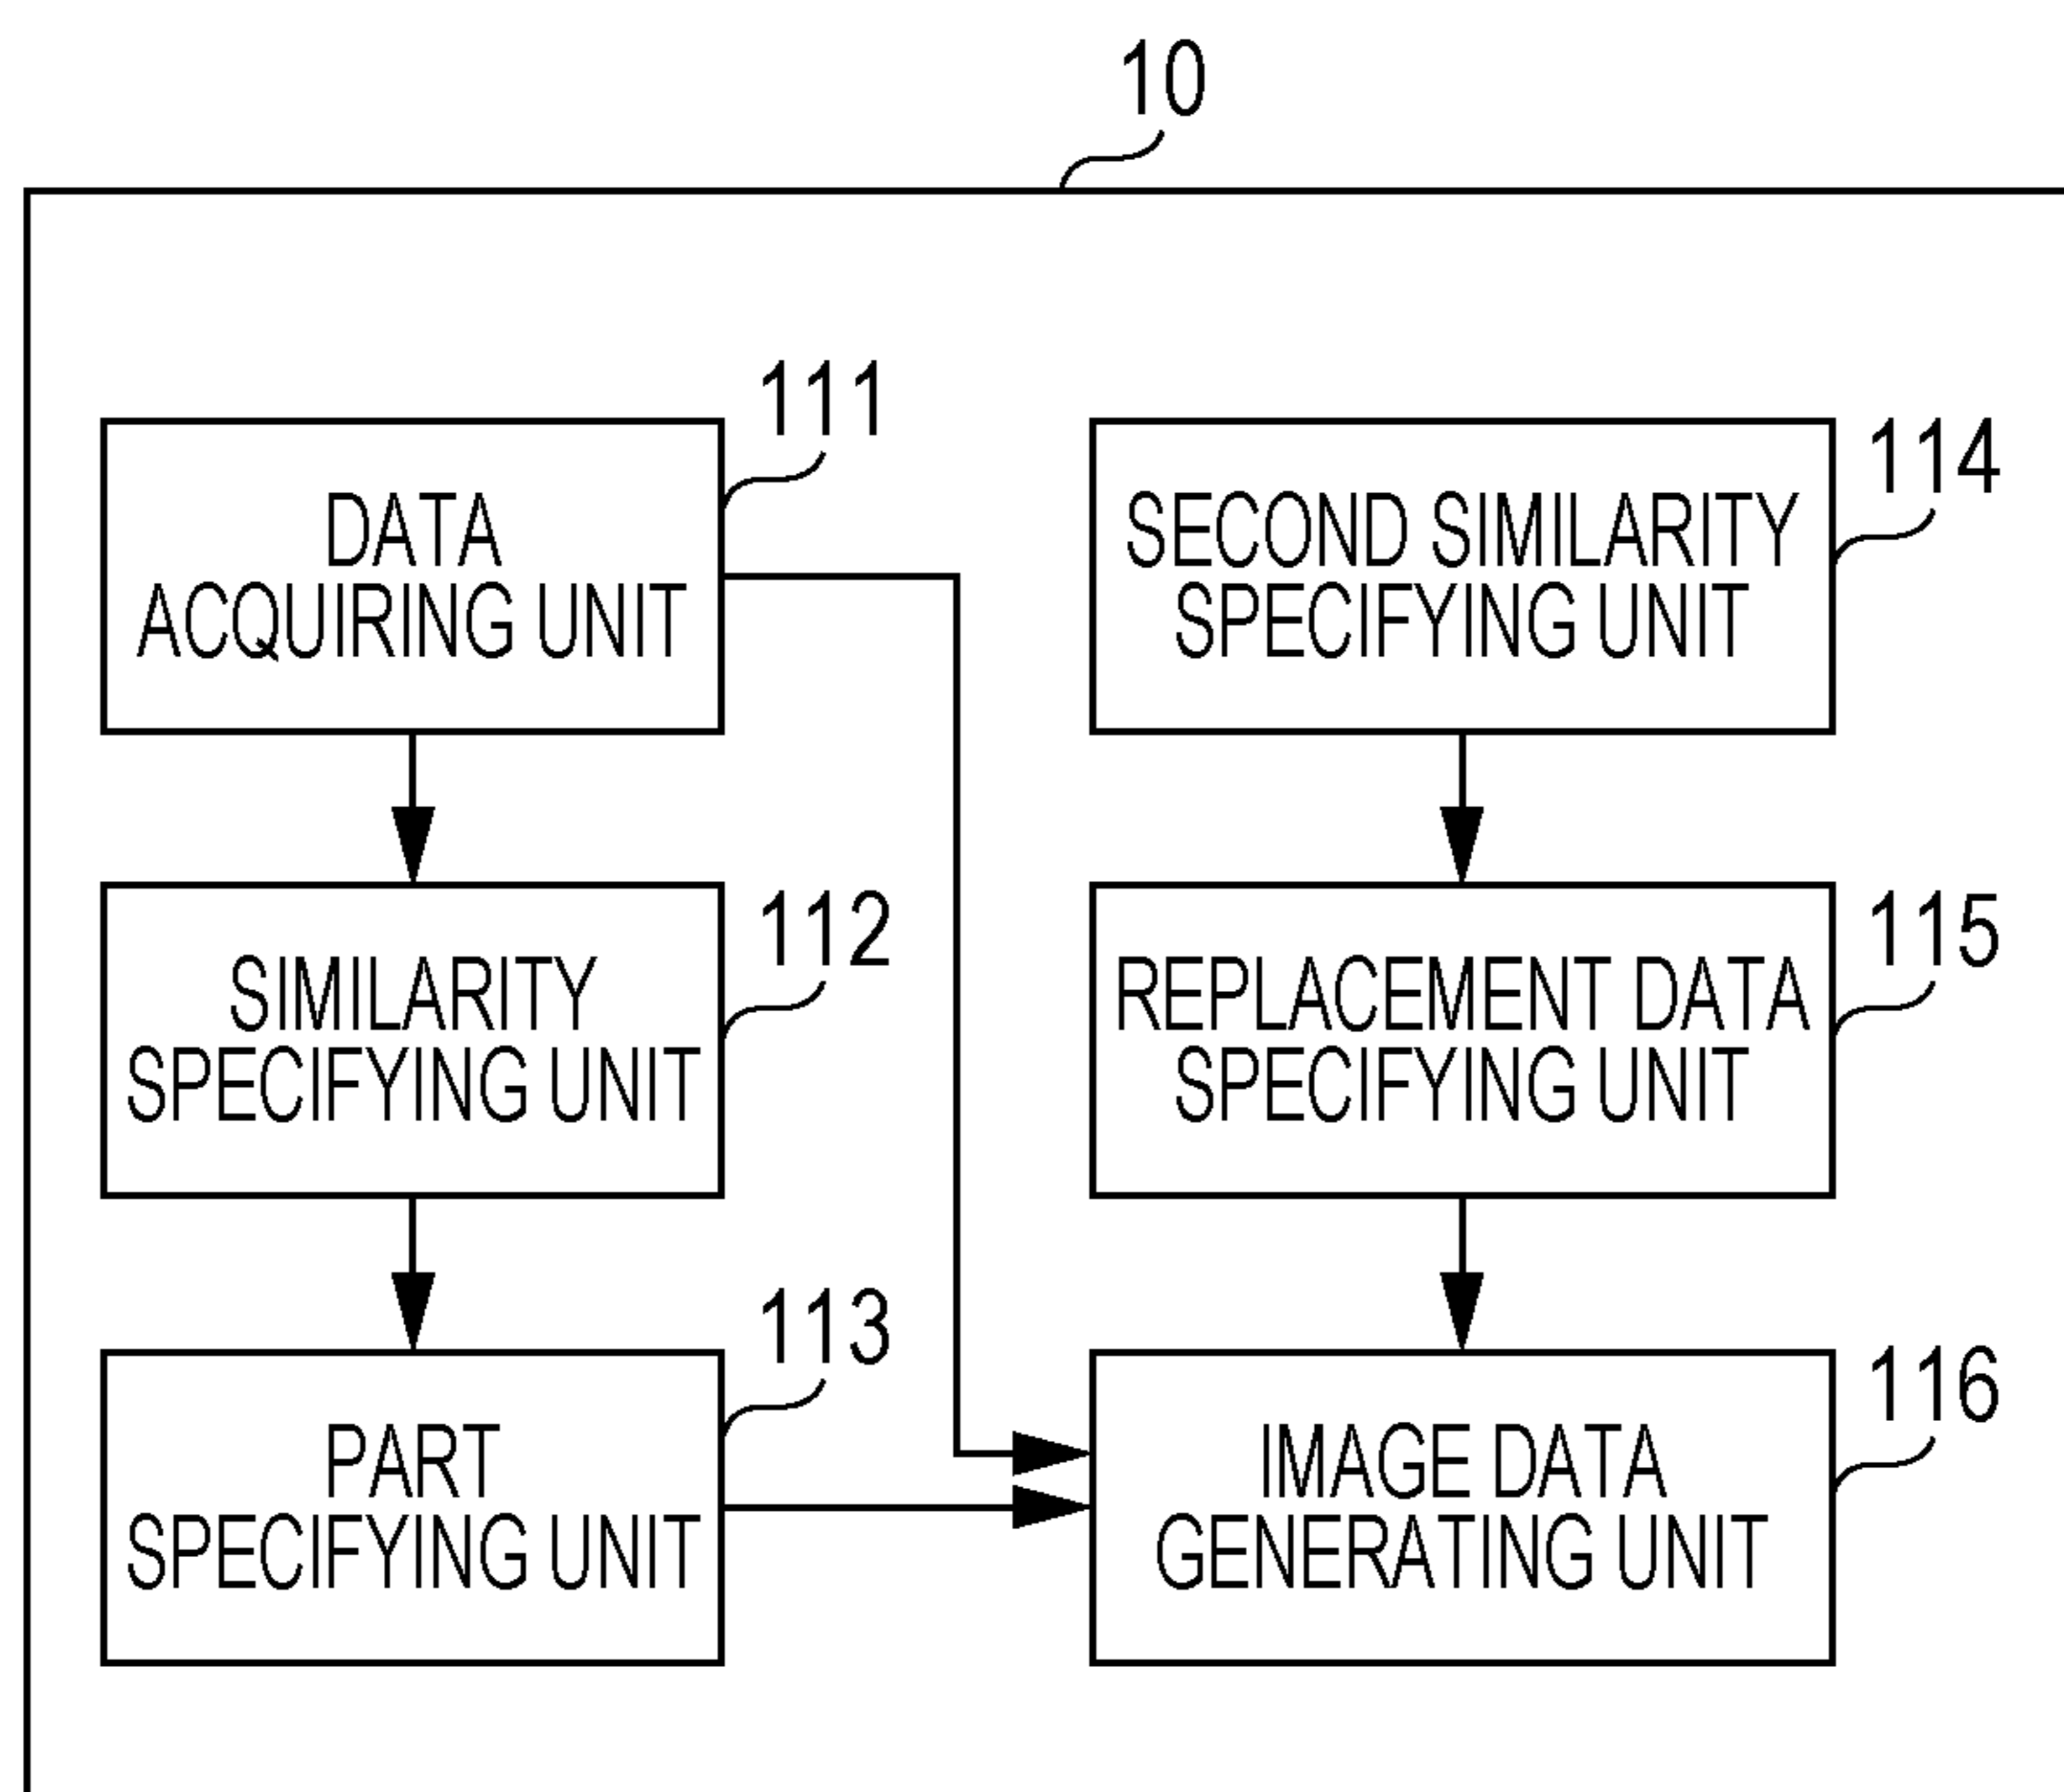 10
111
DATA
ACQUIRING UNIT
112
SIMILARITY
SPECIFYING UNIT
113
PART
SPECIFYING UNIT
114
SECOND SIMILARITY
SPECIFYING UNIT
115
REPLACEMENT DATA
SPECIFYING UNIT
116
IMAGE DATA
GENERATING UNIT